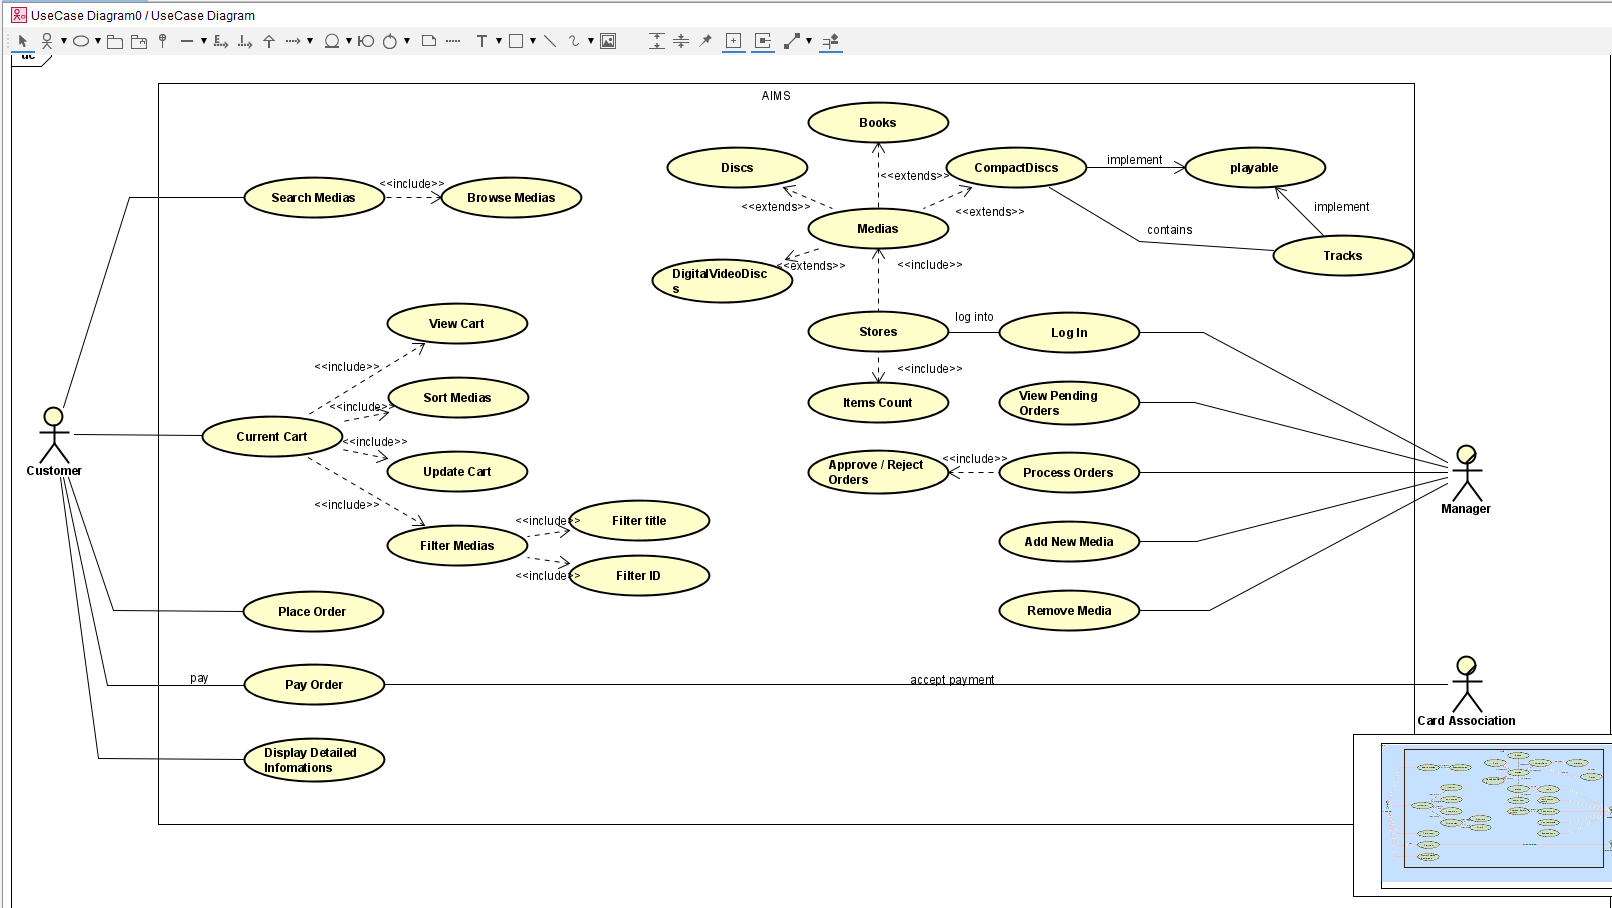 UseCase Diagram0 / UseCase Diagram
uc
AIMS
Books
Discs
CompactDiscs
implement
playable
<<extends>>
Search Medias
<<include>>
Browse Medias
<<extends>>
<<extends>>
implement
Medias
contains
<<extends>>
<<include>>
Tracks
DigitalVideoDisc
s
View Cart
log into
Stores
Log In
<<include>>
<<include>>
Sort Medias
<<include>>
Items Count
View Pending
Orders
Current Cart
<<include>>
Customer
Update Cart
Approve / Reject
Orders
<<include>>
Process Orders
Manager
<<include>>
<<include>>
Filter title
Filter Medias
Add New Media
<<include>>
Filter ID
Place Order
Remove Media
pay
Pay Order
accept payment
Card Association
Display Detailed
Infomations